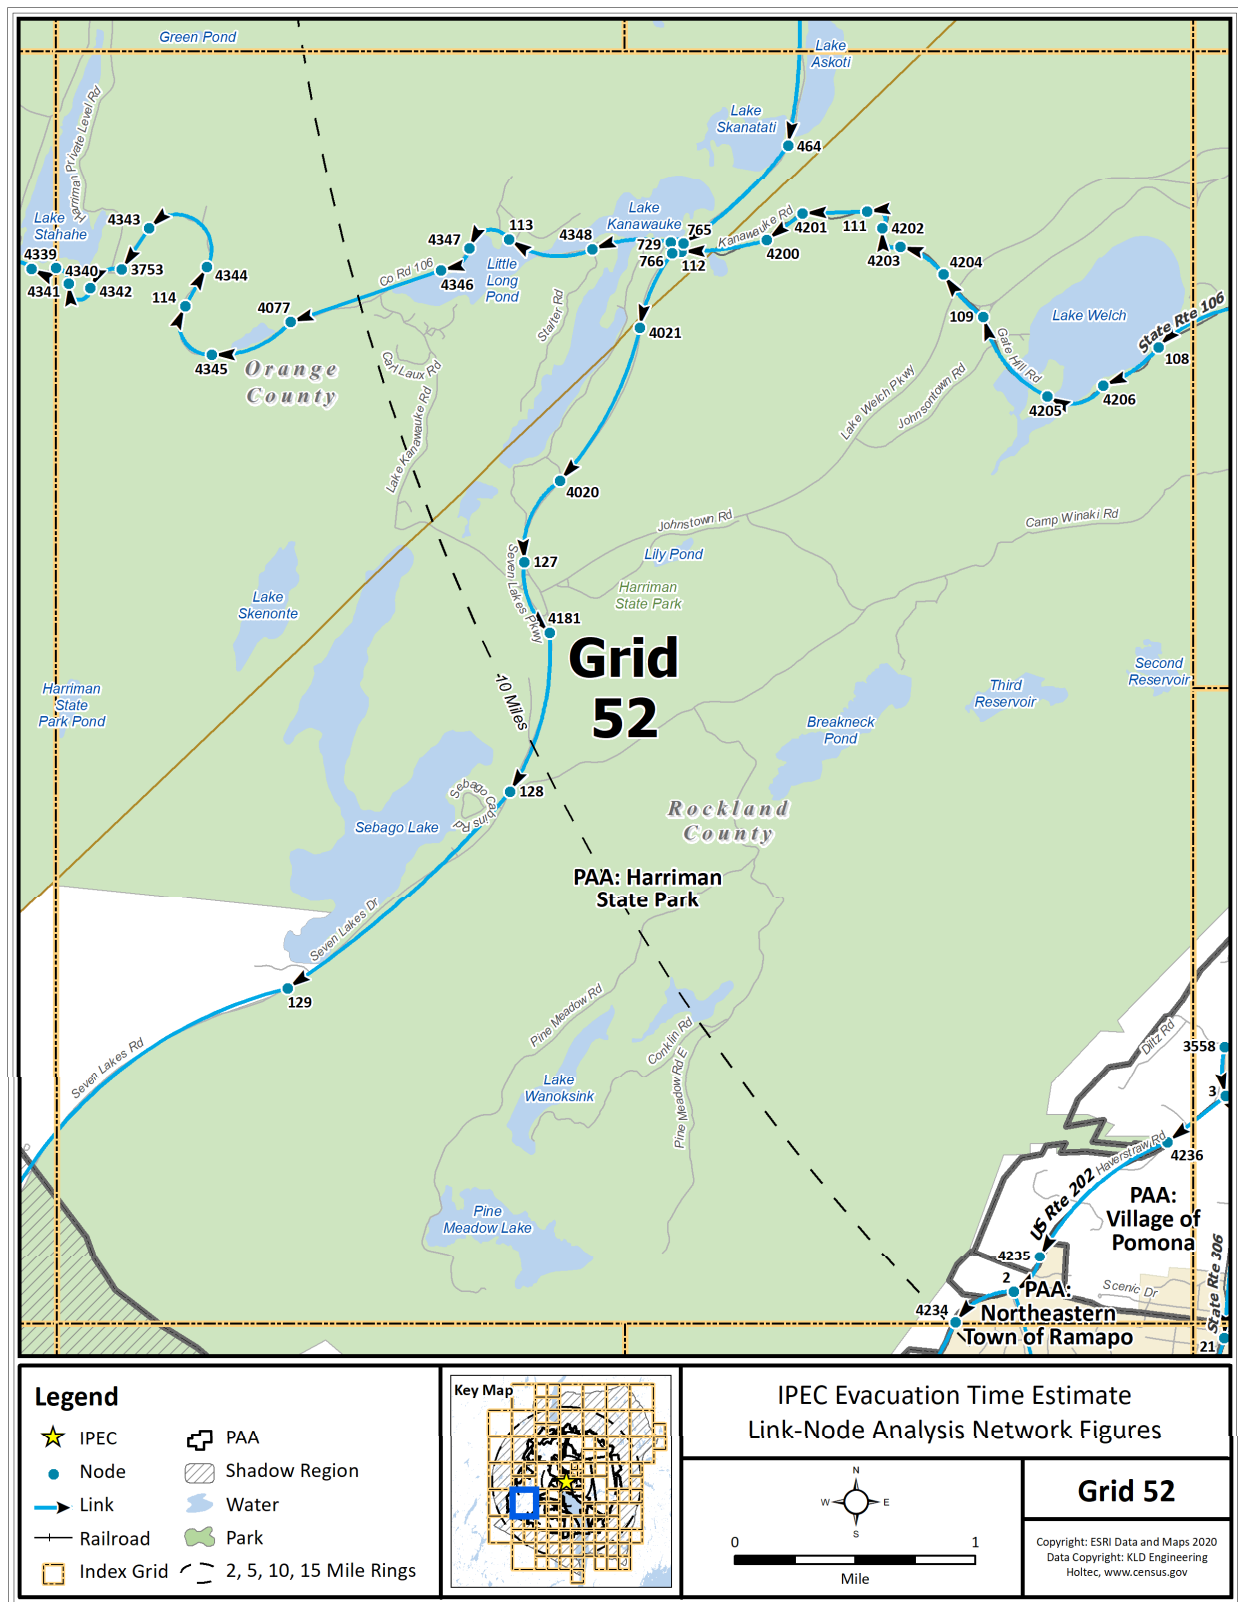 Green Pond
Lake
Askoti
Harriman Private Level Rd
Lake
Skanatati
464
Lake
Stahahe
4343
4339
4340
3753
4341
4342
4344
114
4077
4345
Co Rd 106
4347
113
4346
4348
Little
Long
Pond
Lake
Kanawauke
729
765
766
112
Kanawauke Rd
4200
4201
111
4202
4203
4204
109
Lake Welch
State Rte 106
108
4206
4205
Gate Hill Rd
Orange
County
Carl Laux Rd
Lake Kanawauke Rd
Starter Rd
4021
Lake Welch Pkwy
Johnsontown Rd
4020
Johnstown Rd
Camp Winaki Rd
Lily Pond
127
Seven Lakes Pkwy
4181
Harriman
State Park
Lake
Skenonte
Grid
52
Harriman
State
Park Pond
10 Miles
Second
Reservoir
Third
Reservoir
Breakneck
Pond
128
Sebago Cabins Rd
Sebago Lake
Rockland
County
PAA: Harriman
State Park
Seven Lakes Dr
129
Seven Lakes Rd
Pine Meadow Rd
Conklin Rd
Pine Meadow Rd E
Lake
Wanoksink
Pine
Meadow Lake
Diltz Rd
3558
3
4236
Haverstraw Rd
US Rte 202
PAA:
Village of
Pomona
4235
2
Scenic Dr
State Rte 306
4234
PAA:
Northeastern
Town of Ramapo
21
Legend
IPEC
Node
Link
Railroad
Index Grid
PAA
Shadow Region
Water
Park
2, 5, 10, 15 Mile Rings
Key Map
IPEC Evacuation Time Estimate
Link-Node Analysis Network Figures
N
W
E
S
0
1
Mile
Grid 52
Copyright: ESRI Data and Maps 2020
Data Copyright: KLD Engineering
Holtec, www.census.gov